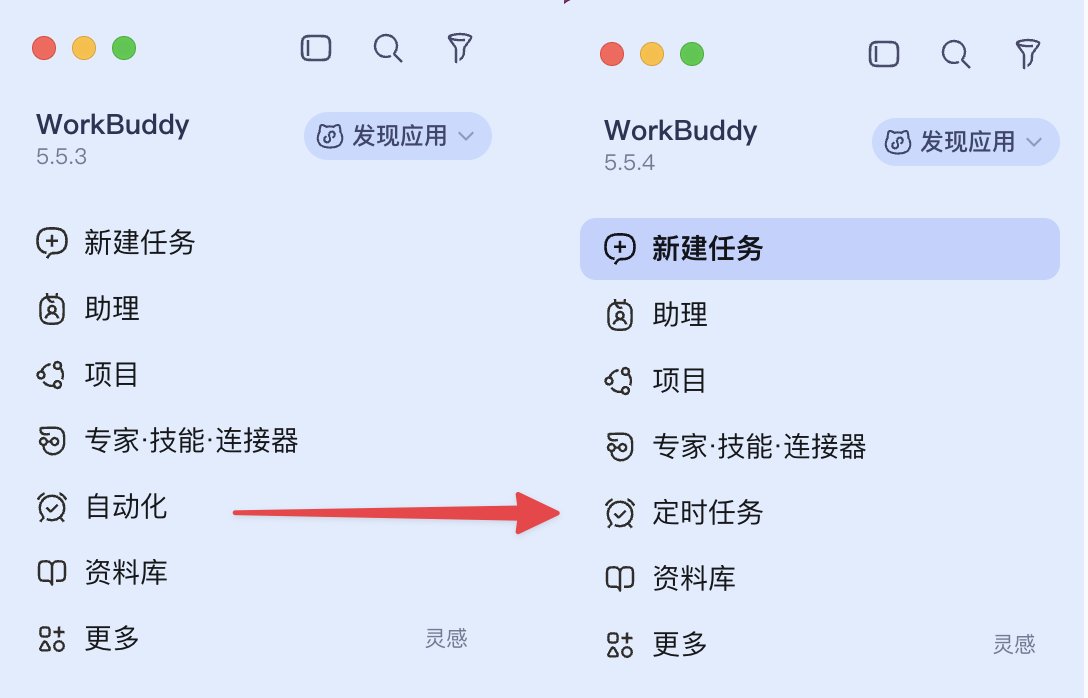 WorkBuddy
5.5.3
发现应用
新建任务
助理
项目
专家·技能·连接器
自动化
资料库
更多
灵感
WorkBuddy
5.5.4
发现应用
新建任务
助理
项目
专家·技能·连接器
定时任务
资料库
更多
灵感